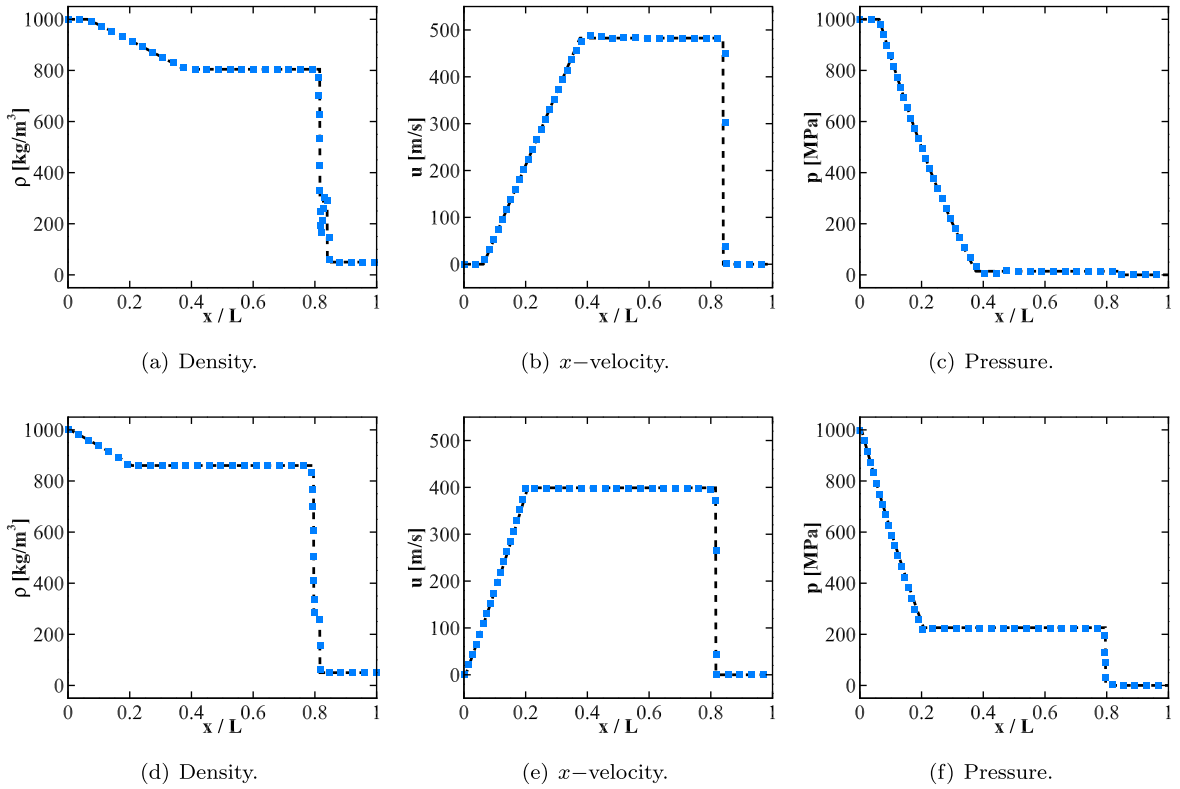 1000
800
600
400
200
0
ρ [kg/m³]
0 0.2 0.4 0.6 0.8 1
x / L
(a) Density.
500
400
300
200
100
0
u [m/s]
0 0.2 0.4 0.6 0.8 1
x / L
(b) x−velocity.
1000
800
600
400
200
0
p [MPa]
0 0.2 0.4 0.6 0.8 1
x / L
(c) Pressure.
1000
800
600
400
200
0
ρ [kg/m³]
0 0.2 0.4 0.6 0.8 1
x / L
(d) Density.
500
400
300
200
100
0
u [m/s]
0 0.2 0.4 0.6 0.8 1
x / L
(e) x−velocity.
1000
800
600
400
200
0
p [MPa]
0 0.2 0.4 0.6 0.8 1
x / L
(f) Pressure.